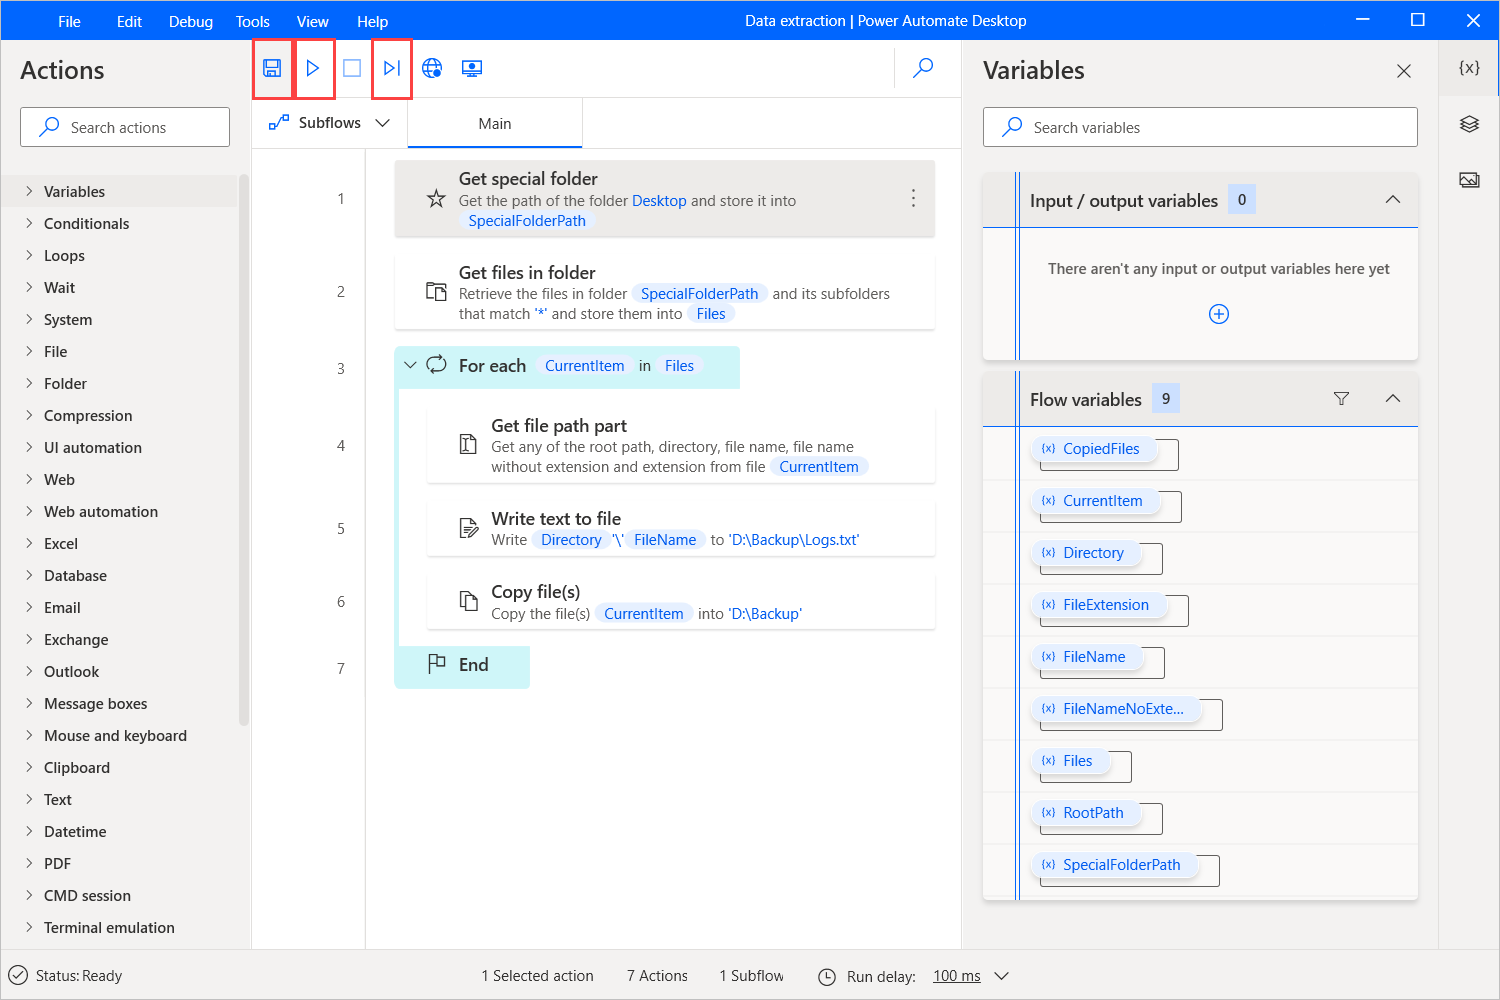 File Edit Debug Tools View Help
Data extraction | Power Automate Desktop
Actions
Search actions
Variables
Conditionals
Loops
Wait
System
File
Folder
Compression
UI automation
Web
Web automation
Excel
Database
Email
Exchange
Outlook
Message boxes
Mouse and keyboard
Clipboard
Text
Datetime
PDF
CMD session
Terminal emulation
Subflows
Main
1
Get special folder
Get the path of the folder Desktop and store it into
SpecialFolderPath
2
Get files in folder
Retrieve the files in folder SpecialFolderPath and its subfolders
that match '*' and store them into Files
3
For each CurrentItem in Files
4
Get file path part
Get any of the root path, directory, file name, file name
without extension and extension from file CurrentItem
5
Write text to file
Write Directory '\' FileName to 'D:\Backup\Logs.txt'
6
Copy file(s)
Copy the file(s) CurrentItem into 'D:\Backup'
7
End
Variables
{x}
Search variables
Input / output variables 0
There aren't any input or output variables here yet
Flow variables 9
{x} CopiedFiles
{x} CurrentItem
{x} Directory
{x} FileExtension
{x} FileName
{x} FileNameNoExte...
{x} Files
{x} RootPath
{x} SpecialFolderPath
Status: Ready
1 Selected action 7 Actions 1 Subflow Run delay: 100 ms